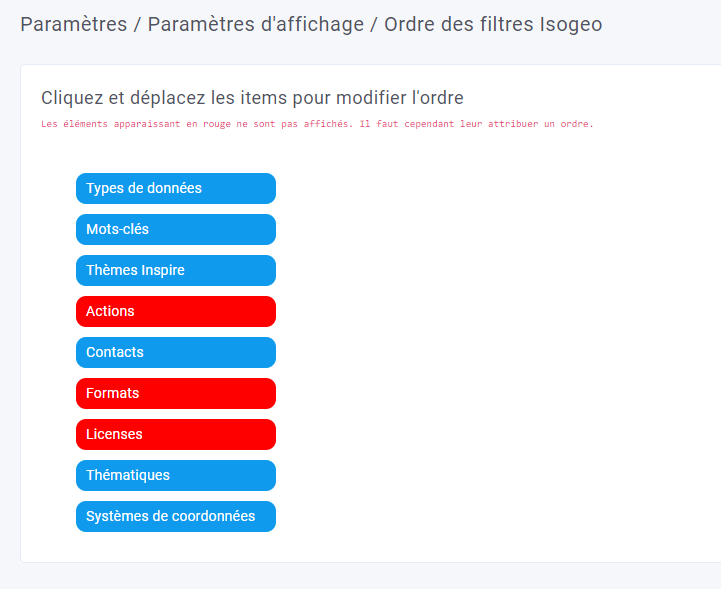 Paramètres / Paramètres d'affichage / Ordre des filtres Isogeo
Cliquez et déplacez les items pour modifier l'ordre
Les éléments apparaissant en rouge ne sont pas affichés. Il faut cependant leur attribuer un ordre.
Types de données
Mots-clés
Thèmes Inspire
Actions
Contacts
Formats
Licenses
Thématiques
Systèmes de coordonnées